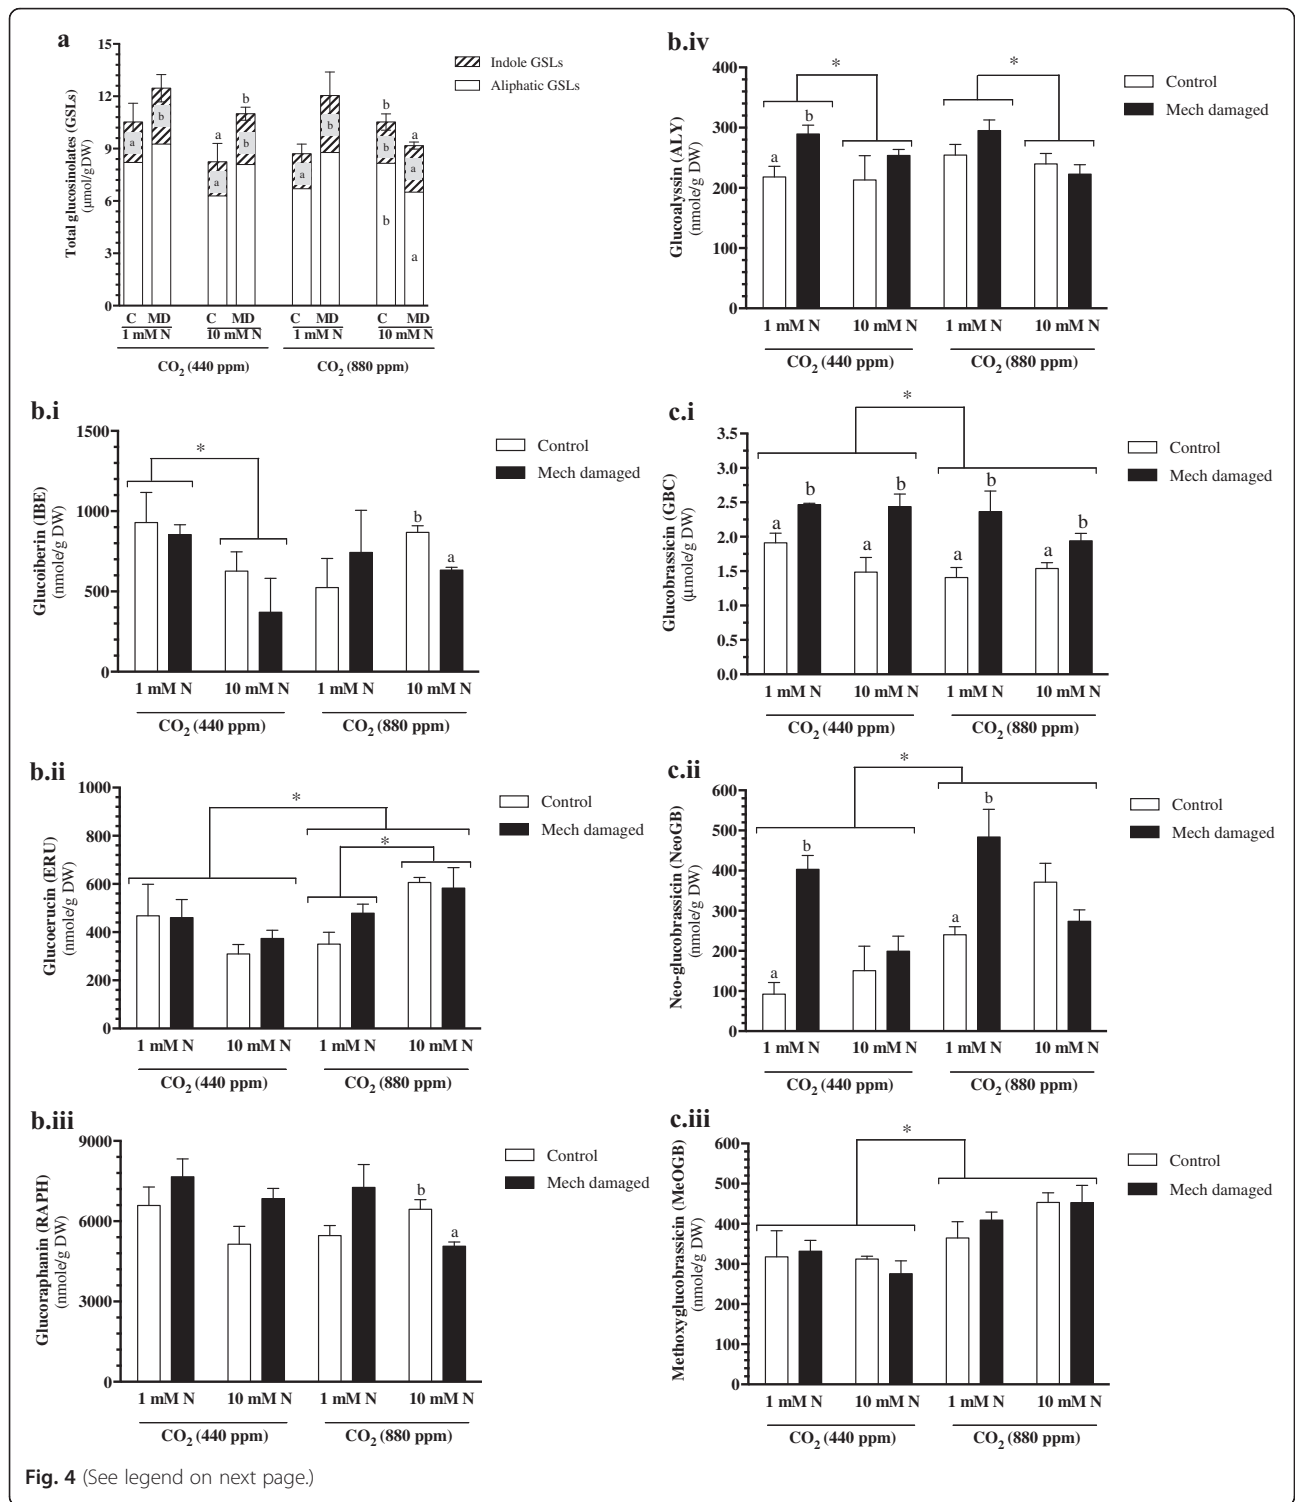 a
Total glucosinolates (GSLs)
(μmol/gDW)
15
12
9
6
3
0
Indole GSLs
Aliphatic GSLs
a
b
a
a
b
b
a
b
b
b
b
a
a
a
C MD C MD C MD C MD
1 mM N 10 mM N 1 mM N 10 mM N
CO2 (440 ppm) CO2 (880 ppm)
b.iv
Glucoalyssin (ALY)
(nmole/g DW)
400
300
200
100
0
* *
a b
Control
Mech damaged
1 mM N 10 mM N 1 mM N 10 mM N
CO2 (440 ppm) CO2 (880 ppm)
b.i
Glucoiberin (IBE)
(nmole/g DW)
1500
1000
500
0
*
b a
Control
Mech damaged
1 mM N 10 mM N 1 mM N 10 mM N
CO2 (440 ppm) CO2 (880 ppm)
c.i
Glucobrassicin (GBC)
(μmole/g DW)
3.5
3.0
2.5
2.0
1.5
1.0
0.5
0.0
*
a b a b a b a b
Control
Mech damaged
1 mM N 10 mM N 1 mM N 10 mM N
CO2 (440 ppm) CO2 (880 ppm)
b.ii
Glucoerucin (ERU)
(nmole/g DW)
1000
800
600
400
200
0
*
*
Control
Mech damaged
1 mM N 10 mM N 1 mM N 10 mM N
CO2 (440 ppm) CO2 (880 ppm)
c.ii
Neo-glucobrassicin (NeoGB)
(nmole/g DW)
600
500
400
300
200
100
0
*
a b a b
Control
Mech damaged
1 mM N 10 mM N 1 mM N 10 mM N
CO2 (440 ppm) CO2 (880 ppm)
b.iii
Glucoraphanin (RAPH)
(nmole/g DW)
9000
6000
3000
0
b a
Control
Mech damaged
1 mM N 10 mM N 1 mM N 10 mM N
CO2 (440 ppm) CO2 (880 ppm)
c.iii
Methoxyglucobrassicin (MeOGB)
(nmole/g DW)
600
500
400
300
200
100
0
*
Control
Mech damaged
1 mM N 10 mM N 1 mM N 10 mM N
CO2 (440 ppm) CO2 (880 ppm)
Fig. 4 (See legend on next page.)